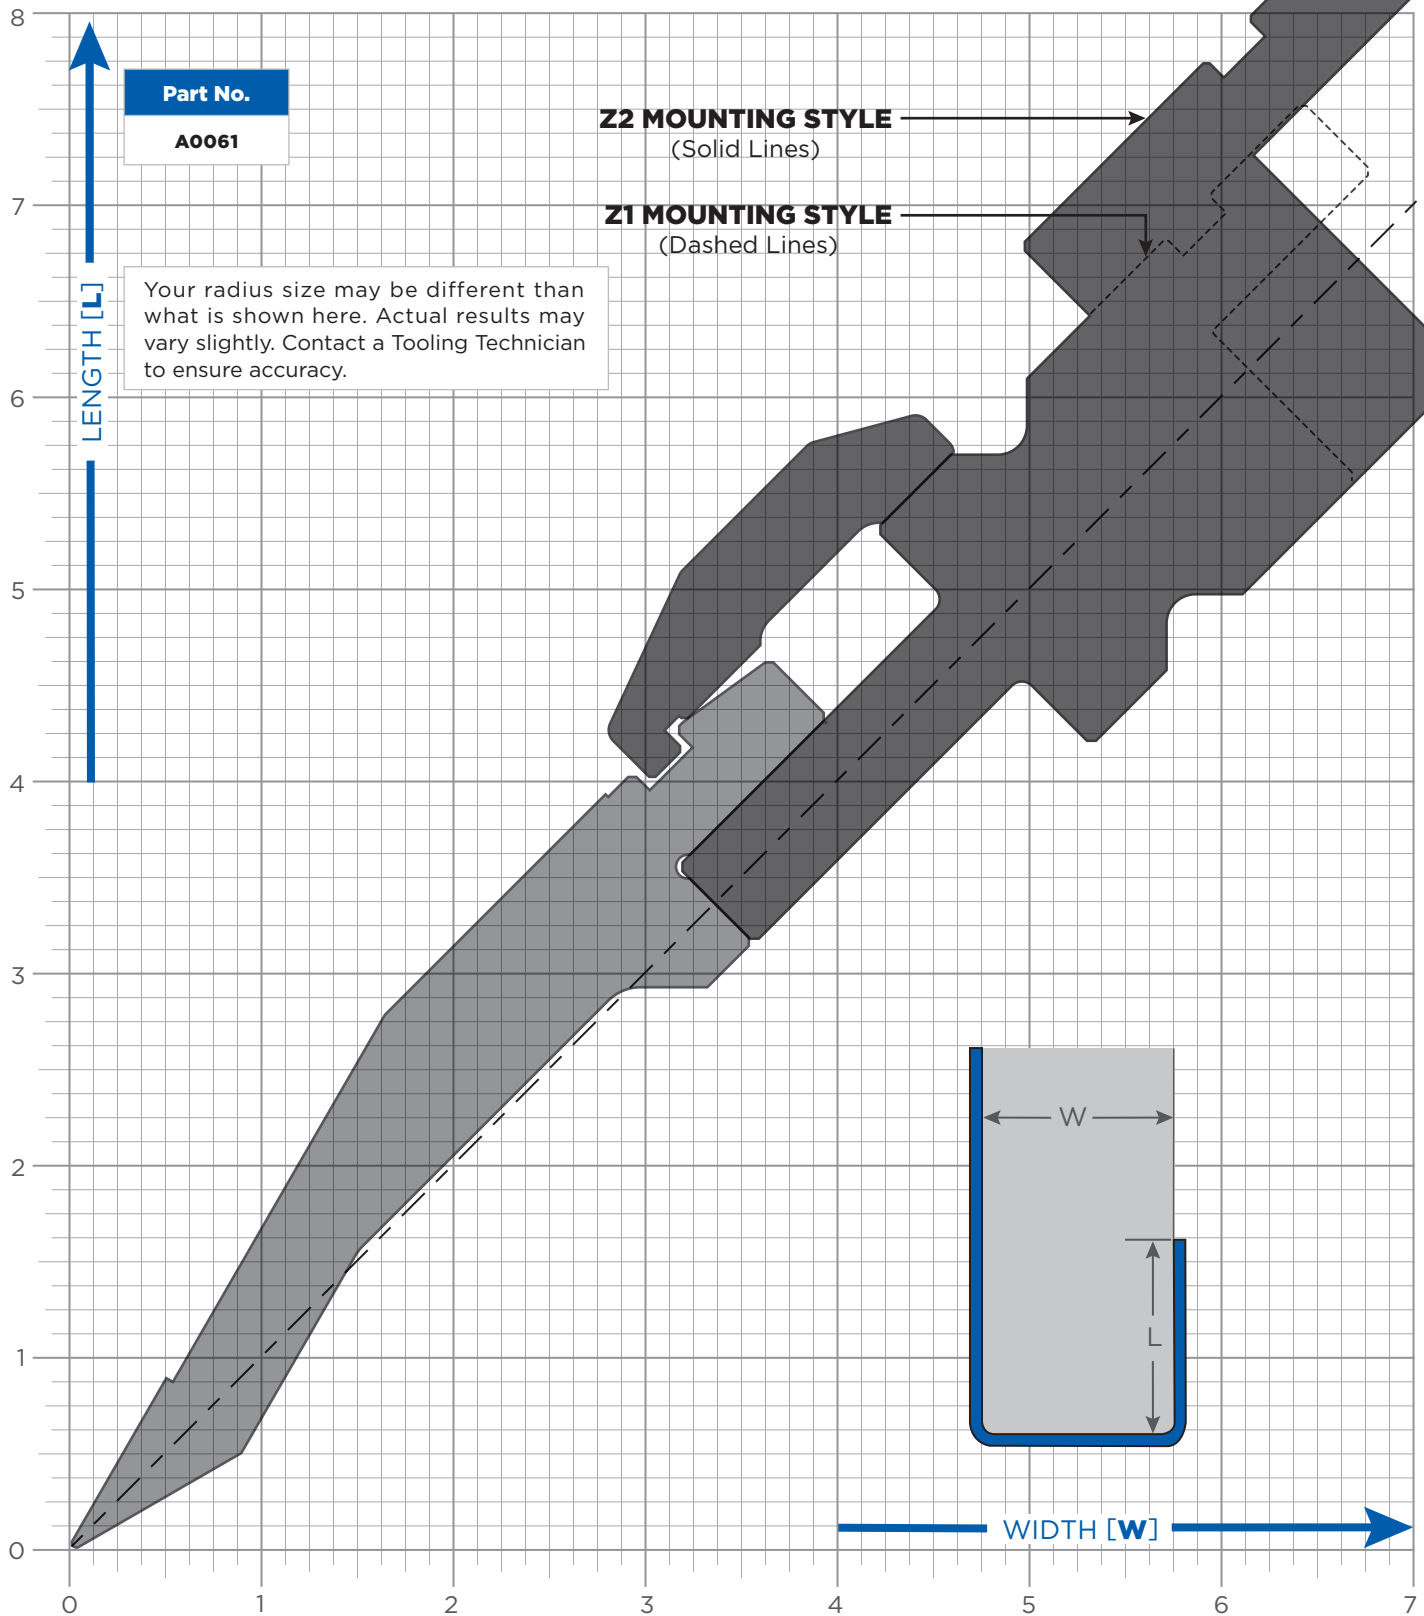 8
Part No.
A0061
Z2 MOUNTING STYLE
(Solid Lines)
7
Z1 MOUNTING STYLE
(Dashed Lines)
LENGTH [L]
Your radius size may be different than
what is shown here. Actual results may
vary slightly. Contact a Tooling Technician
to ensure accuracy.
6
5
4
3
W
2
L
1
WIDTH [W]
0
0 1 2 3 4 5 6 7